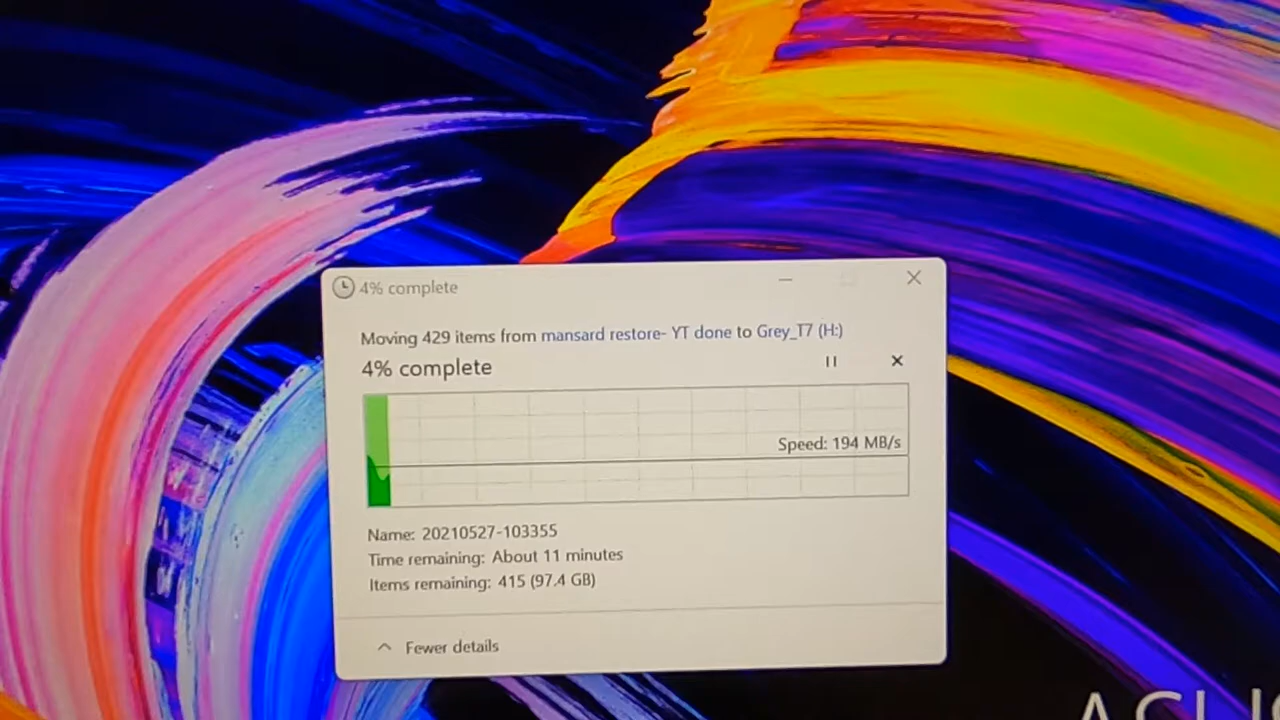 4% complete
Moving 429 items from mansard restore- YT done to Grey_T7 (H:)
4% complete
Speed: 194 MB/s
Name: 20210527-103355
Time remaining: About 11 minutes
Items remaining: 415 (97.4 GB)
Fewer details